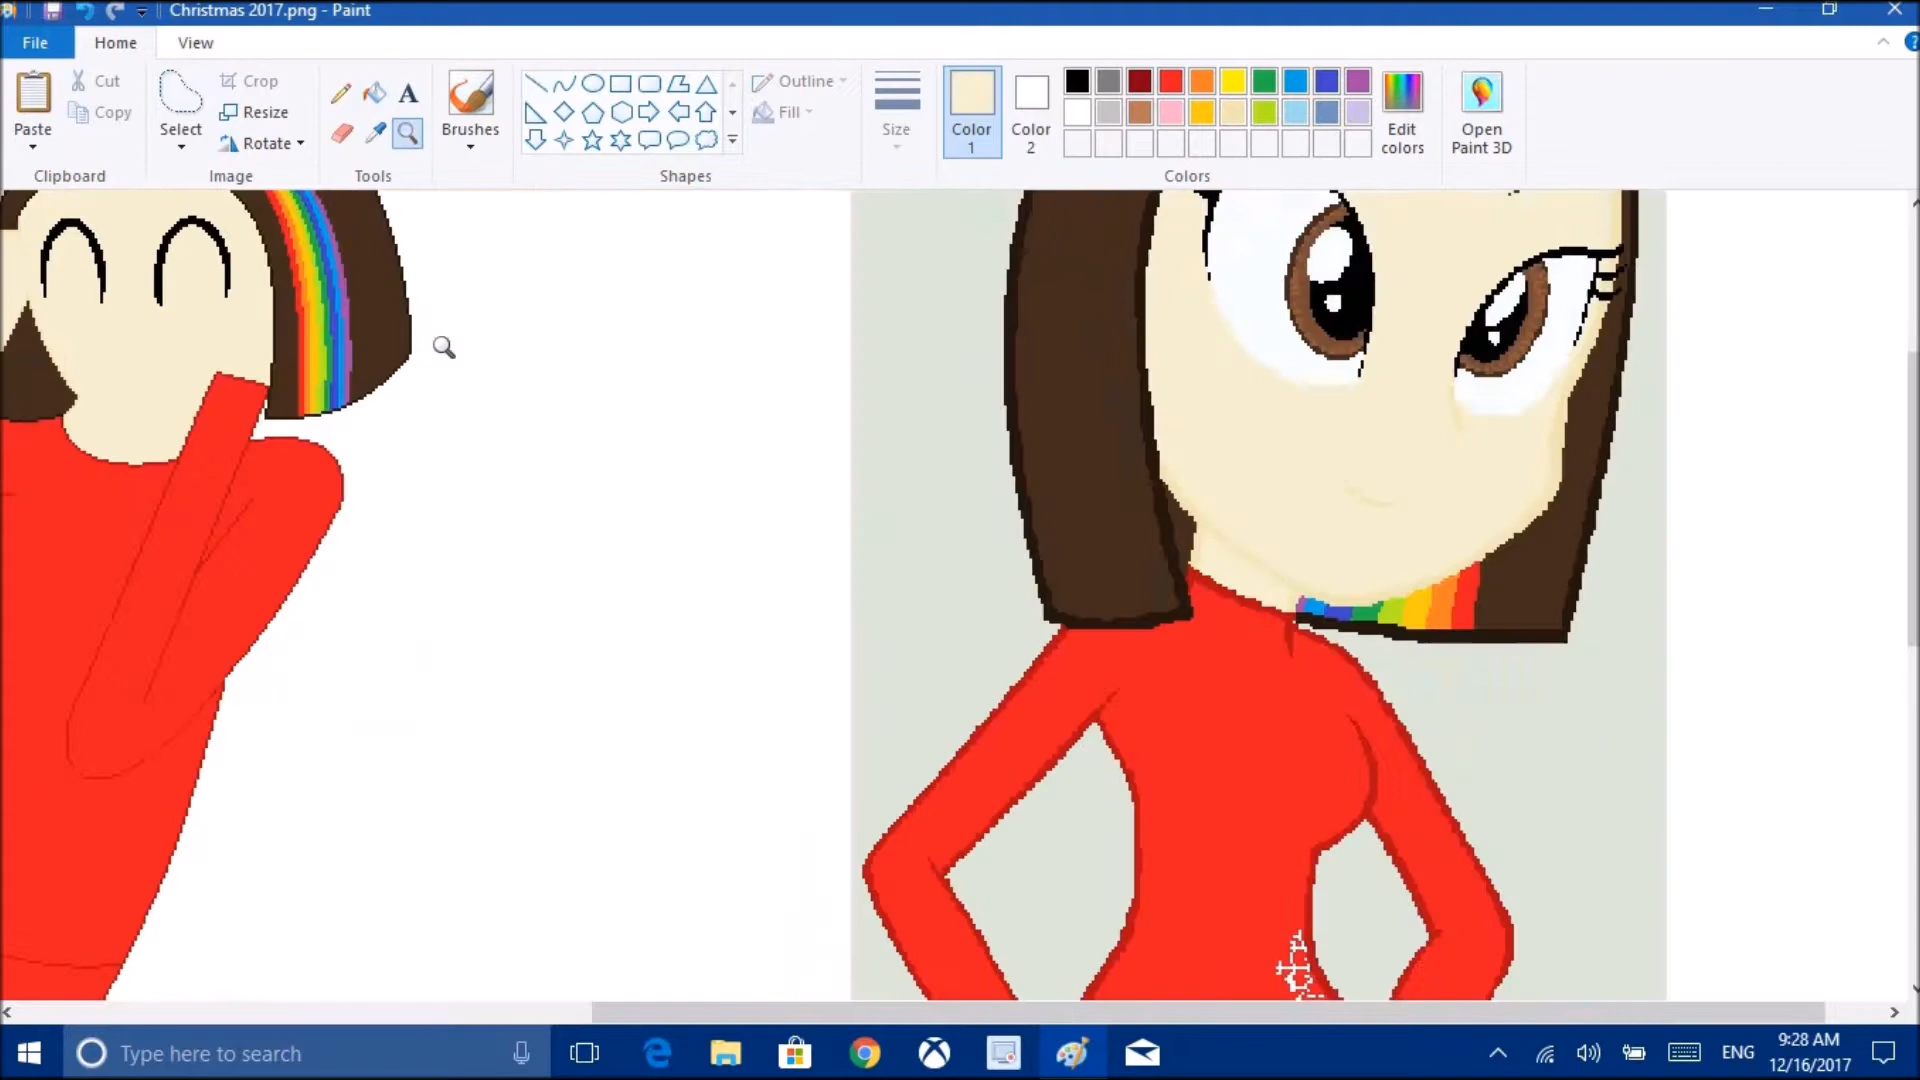 Christmas 2017.png - Paint
File Home View
Paste
Cut
Copy
Clipboard
Select
Crop
Resize
Rotate
Image
A
Tools
Brushes
Outline
Fill
Shapes
Size
Color 1
Color 2
Edit colors
Colors
Open Paint 3D
Type here to search
ENG
9:28 AM
12/16/2017